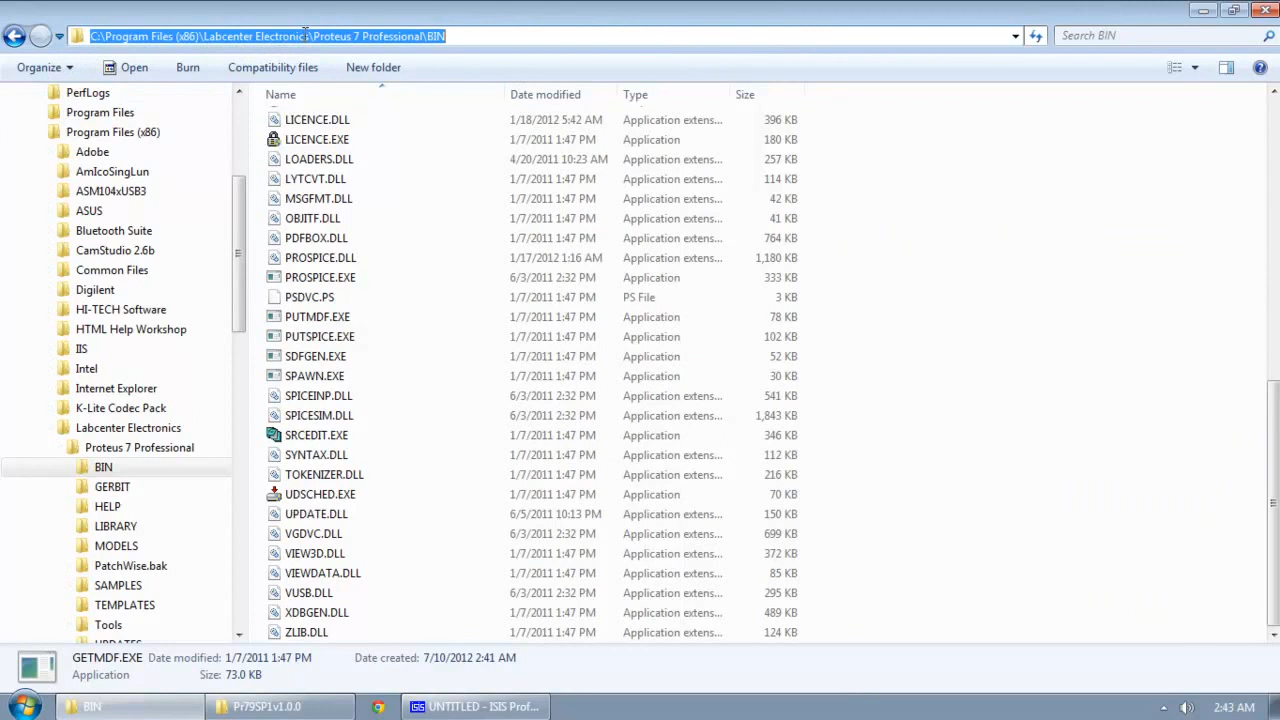 C:\Program Files (x86)\Labcenter Electronics\Proteus 7 Professional\BIN
Search BIN
Organize Open Burn Compatibility files New folder
PerfLogs
Program Files
Program Files (x86)
Adobe
AmIcoSingLun
ASM104xUSB3
ASUS
Bluetooth Suite
CamStudio 2.6b
Common Files
Digilent
HI-TECH Software
HTML Help Workshop
IIS
Intel
Internet Explorer
K-Lite Codec Pack
Labcenter Electronics
Proteus 7 Professional
BIN
GERBIT
HELP
LIBRARY
MODELS
PatchWise.bak
SAMPLES
TEMPLATES
Tools
Name Date modified Type Size
LICENCE.DLL 1/18/2012 5:42 AM Application extens... 396 KB
LICENCE.EXE 1/7/2011 1:47 PM Application 180 KB
LOADERS.DLL 4/20/2011 10:23 AM Application extens... 257 KB
LYTCVT.DLL 1/7/2011 1:47 PM Application extens... 114 KB
MSGFMT.DLL 1/7/2011 1:47 PM Application extens... 42 KB
OBJITF.DLL 1/7/2011 1:47 PM Application extens... 41 KB
PDFBOX.DLL 1/7/2011 1:47 PM Application extens... 764 KB
PROSPICE.DLL 1/17/2012 1:16 AM Application extens... 1,180 KB
PROSPICE.EXE 6/3/2011 2:32 PM Application 333 KB
PSDVC.PS 1/7/2011 1:47 PM PS File 3 KB
PUTMDF.EXE 1/7/2011 1:47 PM Application 78 KB
PUTSPICE.EXE 1/7/2011 1:47 PM Application 102 KB
SDFGEN.EXE 1/7/2011 1:47 PM Application 52 KB
SPAWN.EXE 1/7/2011 1:47 PM Application 30 KB
SPICEINP.DLL 6/3/2011 2:32 PM Application extens... 541 KB
SPICESIM.DLL 6/3/2011 2:32 PM Application extens... 1,843 KB
SRCEDIT.EXE 1/7/2011 1:47 PM Application 346 KB
SYNTAX.DLL 1/7/2011 1:47 PM Application extens... 112 KB
TOKENIZER.DLL 1/7/2011 1:47 PM Application extens... 216 KB
UDSCHED.EXE 1/7/2011 1:47 PM Application 70 KB
UPDATE.DLL 6/5/2011 10:13 PM Application extens... 150 KB
VGDVC.DLL 6/3/2011 2:32 PM Application extens... 699 KB
VIEW3D.DLL 1/7/2011 1:47 PM Application extens... 372 KB
VIEWDATA.DLL 1/7/2011 1:47 PM Application extens... 85 KB
VUSB.DLL 6/3/2011 2:32 PM Application extens... 295 KB
XDBGEN.DLL 1/7/2011 1:47 PM Application extens... 489 KB
ZLIB.DLL 1/7/2011 1:47 PM Application extens... 124 KB
GETMDF.EXE Date modified: 1/7/2011 1:47 PM Date created: 7/10/2012 2:41 AM
Application Size: 73.0 KB
BIN Pr79SP1v1.0.0 ISIS UNTITLED - ISIS Prof... 2:43 AM